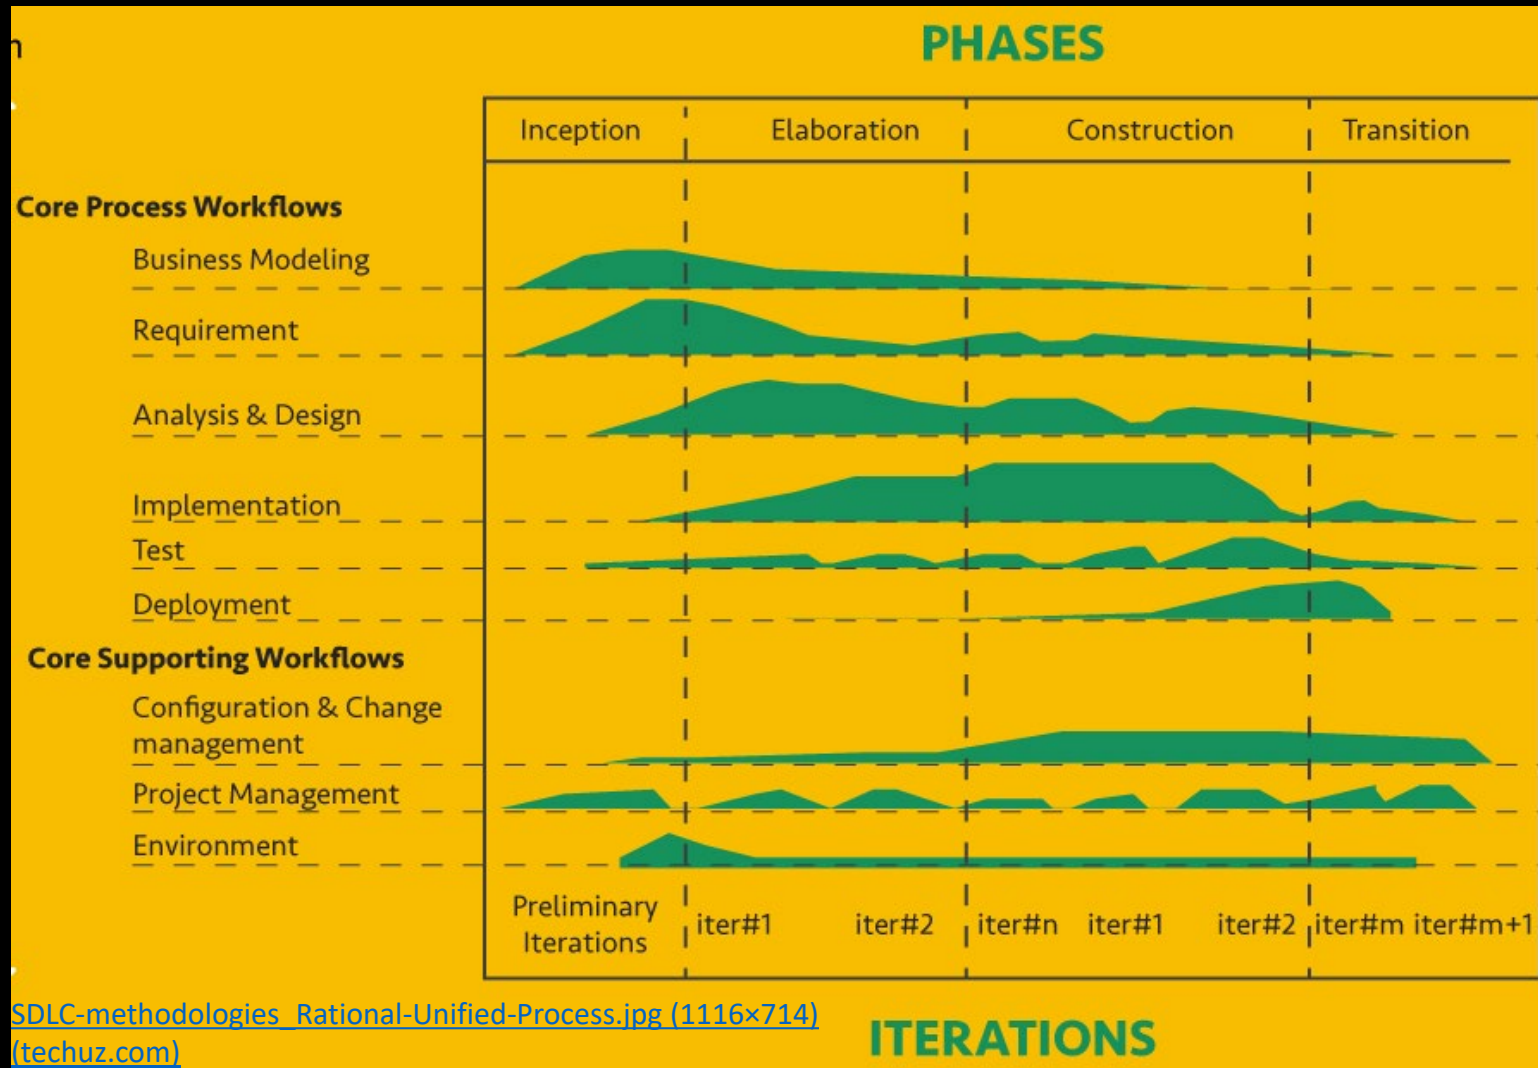 n
PHASES
Inception Elaboration Construction Transition
Core Process Workflows
Business Modeling
Requirement
Analysis & Design
Implementation
Test
Deployment
Core Supporting Workflows
Configuration & Change
management
Project Management
Environment
Preliminary
Iterations
iter#1 iter#2 iter#n iter#1 iter#2 iter#m iter#m+1
SDLC-methodologies_Rational-Unified-Process.jpg (1116×714)
(techuz.com)
ITERATIONS